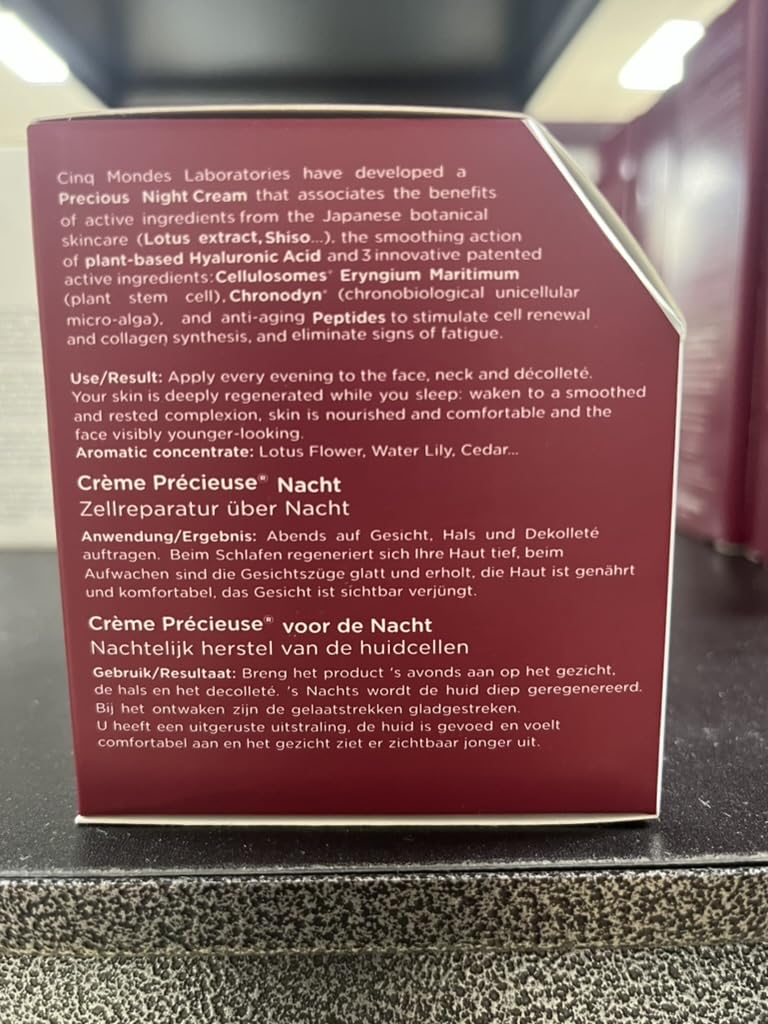 Cinq Mondes Laboratories have developed a
Precious Night Cream that associates the benefits
of active ingredients from the Japanese botanical
skincare (Lotus extract, Shiso...), the smoothing action
of plant-based Hyaluronic Acid and 3 innovative patented
active ingredients: Cellulosomes® Eryngium Maritimum
(plant stem cell), Chronodyn® (chronobiological unicellular
micro-alga), and anti-aging Peptides to stimulate cell renewal
and collagen synthesis, and eliminate signs of fatigue.
Use/Result: Apply every evening to the face, neck and décolleté.
Your skin is deeply regenerated while you sleep: waken to a smoothed
and rested complexion, skin is nourished and comfortable and the
face visibly younger-looking.
Aromatic concentrate: Lotus Flower, Water Lily, Cedar...
Crème Précieuse® Nacht
Zellreparatur über Nacht
Anwendung/Ergebnis: Abends auf Gesicht, Hals und Dekolleté
auftragen. Beim Schlafen regeneriert sich Ihre Haut tief, beim
Aufwachen sind die Gesichtszüge glatt und erholt, die Haut ist genährt
und komfortabel, das Gesicht ist sichtbar verjüngt.
Crème Précieuse® voor de Nacht
Nachtelijk herstel van de huidcellen
Gebruik/Resultaat: Breng het product 's avonds aan op het gezicht,
de hals en het decolleté. 's Nachts wordt de huid diep geregenereerd.
Bij het ontwaken zijn de gelaatstrekken gladgestreken.
U heeft een uitgeruste uitstraling, de huid is gevoed en voelt
comfortabel aan en het gezicht ziet er zichtbaar jonger uit.